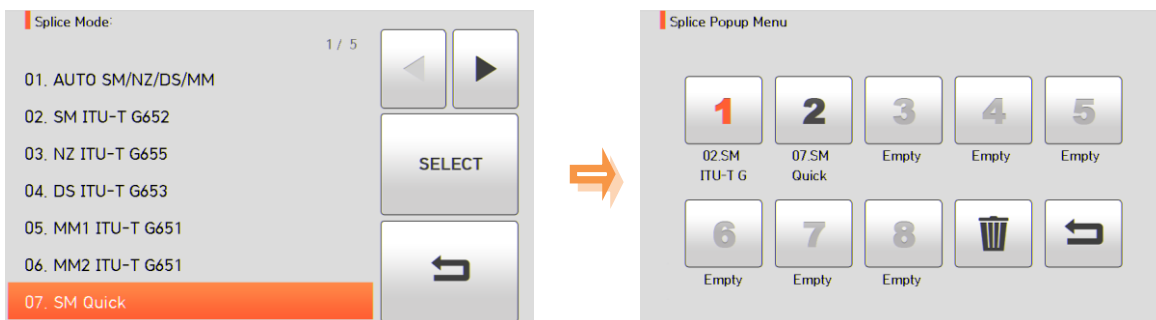 Splice Mode:
1 / 5
01. AUTO SM/NZ/DS/MM
02. SM ITU-T G652
03. NZ ITU-T G655
04. DS ITU-T G653
05. MM1 ITU-T G651
06. MM2 ITU-T G651
07. SM Quick
SELECT
Splice Popup Menu
1 2 3 4 5
02.SM 07.SM Empty Empty Empty
ITU-T G Quick
6 7 8
Empty Empty Empty